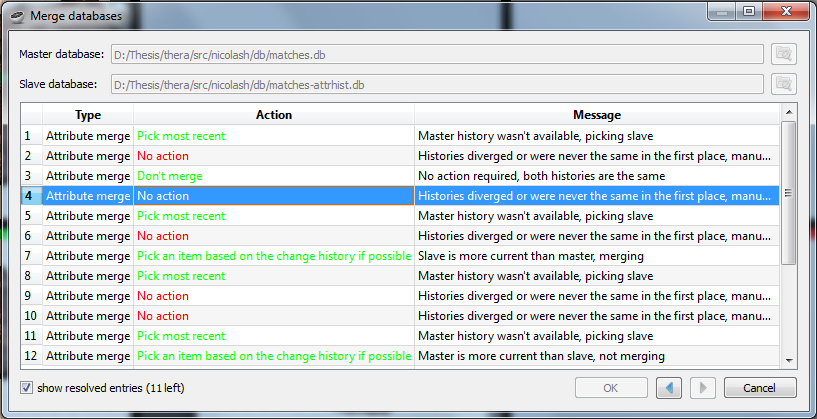 Merge databases
Master database: D:/Thesis/thera/src/nicolash/db/matches.db
Slave database: D:/Thesis/thera/src/nicolash/db/matches-attrhist.db
Type Action Message
1 Attribute merge Pick most recent Master history wasn't available, picking slave
2 Attribute merge No action Histories diverged or were never the same in the first place, manu...
3 Attribute merge Don't merge No action required, both histories are the same
4 Attribute merge No action Histories diverged or were never the same in the first place, manu...
5 Attribute merge Pick most recent Master history wasn't available, picking slave
6 Attribute merge No action Histories diverged or were never the same in the first place, manu...
7 Attribute merge Pick an item based on the change history if possible Slave is more current than master, merging
8 Attribute merge Pick most recent Master history wasn't available, picking slave
9 Attribute merge No action Histories diverged or were never the same in the first place, manu...
10 Attribute merge No action Histories diverged or were never the same in the first place, manu...
11 Attribute merge Pick most recent Master history wasn't available, picking slave
12 Attribute merge Pick an item based on the change history if possible Master is more current than slave, not merging
show resolved entries (11 left) OK Cancel